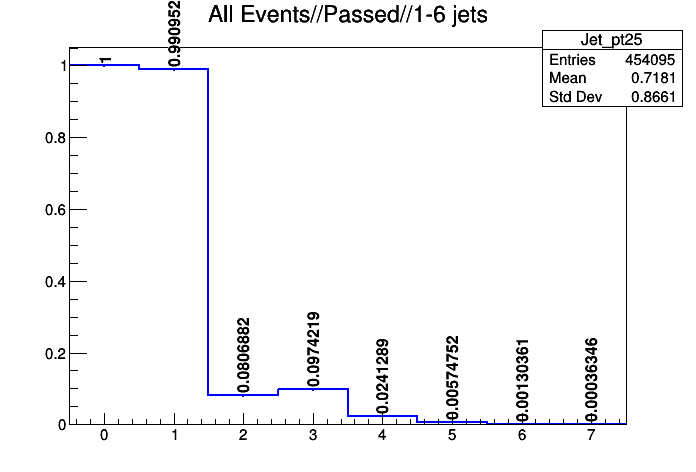 All Events//Passed//1-6 jets
Jet_pt25
Entries 454095
Mean 0.7181
Std Dev 0.8661
1
0.8
0.6
0.4
0.2
0
1
0.990952
0.0806882
0.0974219
0.0241289
0.00574752
0.00130361
0.00036346
0 1 2 3 4 5 6 7